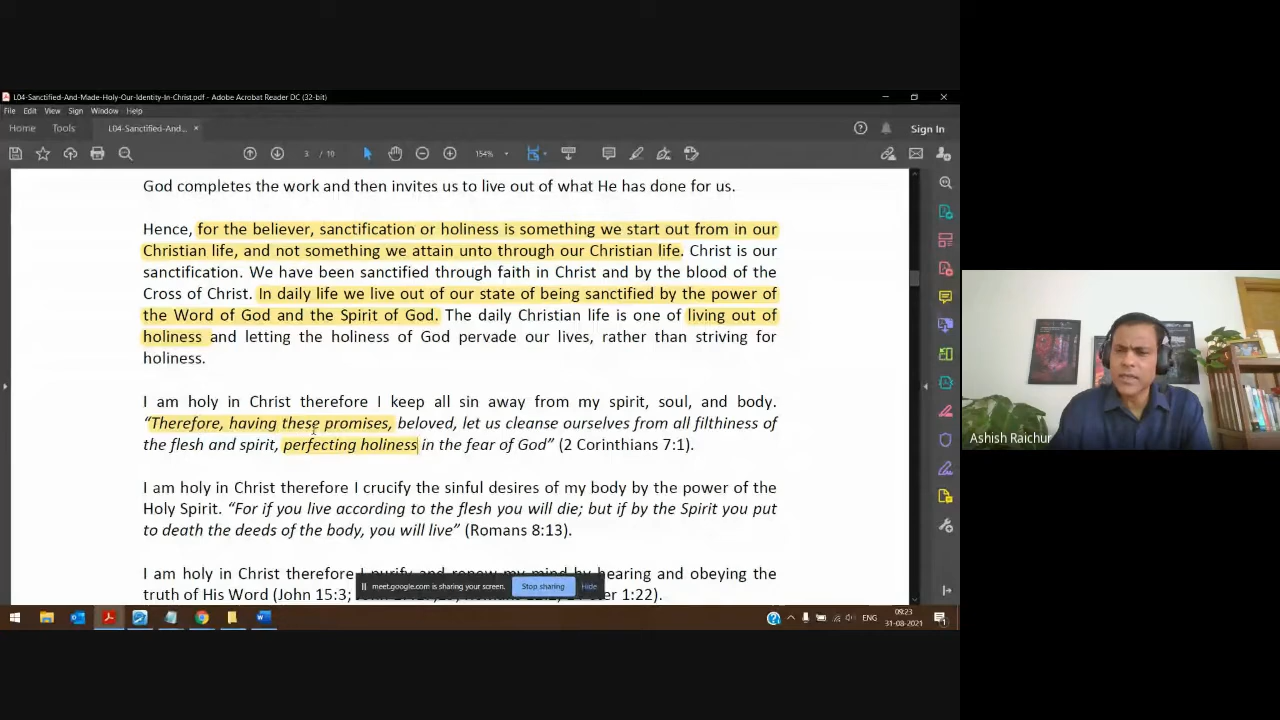 L04-Sanctified-And-Made-Holy-Our-Identity-In-Christ.pdf - Adobe Acrobat Reader DC (32-bit)
File Edit View Sign Window Help
Home Tools L04-Sanctified-And... × Sign In
3 / 10 154%
God completes the work and then invites us to live out of what He has done for us.
Hence, for the believer, sanctification or holiness is something we start out from in our
Christian life, and not something we attain unto through our Christian life. Christ is our
sanctification. We have been sanctified through faith in Christ and by the blood of the
Cross of Christ. In daily life we live out of our state of being sanctified by the power of
the Word of God and the Spirit of God. The daily Christian life is one of living out of
holiness and letting the holiness of God pervade our lives, rather than striving for
holiness.
I am holy in Christ therefore I keep all sin away from my spirit, soul, and body.
“Therefore, having these promises, beloved, let us cleanse ourselves from all filthiness of
the flesh and spirit, perfecting holiness in the fear of God” (2 Corinthians 7:1).
I am holy in Christ therefore I crucify the sinful desires of my body by the power of the
Holy Spirit. “For if you live according to the flesh you will die; but if by the Spirit you put
to death the deeds of the body, you will live” (Romans 8:13).
I am holy in Christ therefore I purify and renew my mind by hearing and obeying the
truth of His Word (John 15:3; 1:22).
meet.google.com is sharing your screen. Stop sharing Hide
ENG
09:23
31-08-2021
Ashish Raichur